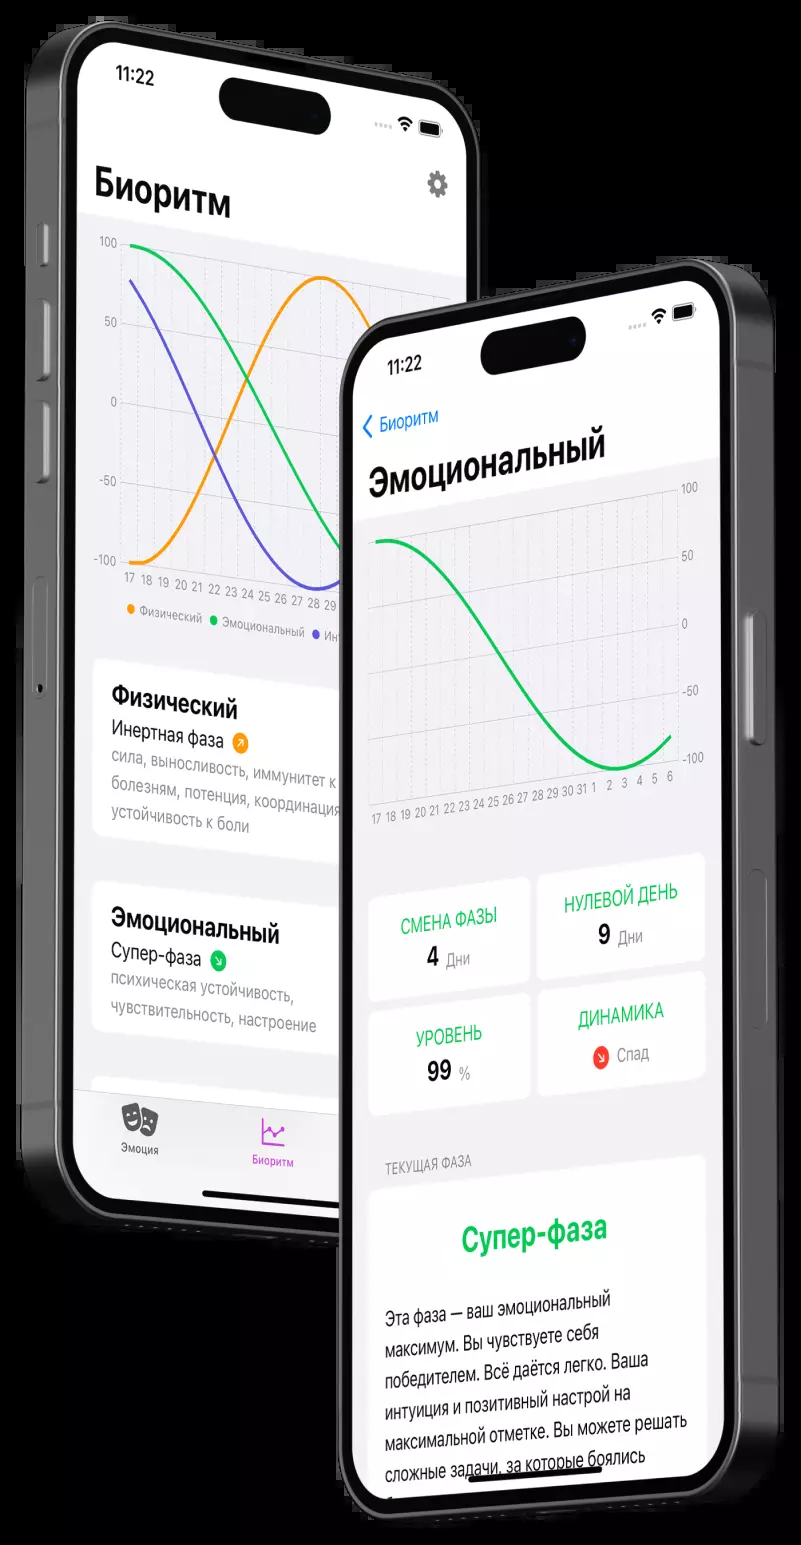 11:22
Биоритм
100
50
0
-50
-100
17 18 19 20 21 22 23 24 25 26 27 28 29
Физический Эмоциональный
Физический
Инертная фаза
сила, выносливость, иммунитет к
болезням, потенция, координация
устойчивость к боли
Эмоциональный
Супер-фаза
психическая устойчивость,
чувствительность, настроение
Эмоция
Биоритм
11:22
Биоритм
Эмоциональный
100
50
0
-50
-100
17 18 19 20 21 22 23 24 25 26 27 28 29 30 31 1 2 3 4 5 6
СМЕНА ФАЗЫ
4 Дни
НУЛЕВОЙ ДЕНЬ
9 Дни
УРОВЕНЬ
99 %
ДИНАМИКА
Спад
ТЕКУЩАЯ ФАЗА
Супер-фаза
Эта фаза — ваш эмоциональный
максимум. Вы чувствуете себя
победителем. Всё даётся легко. Ваша
интуиция и позитивный настрой на
максимальной отметке. Вы можете решать
сложные задачи, за которые боялись